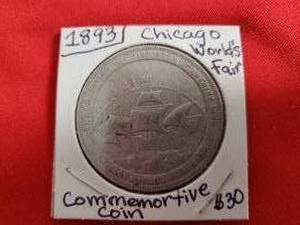 1893 Chicago
World's
Fair
Commemortive
Coin $30